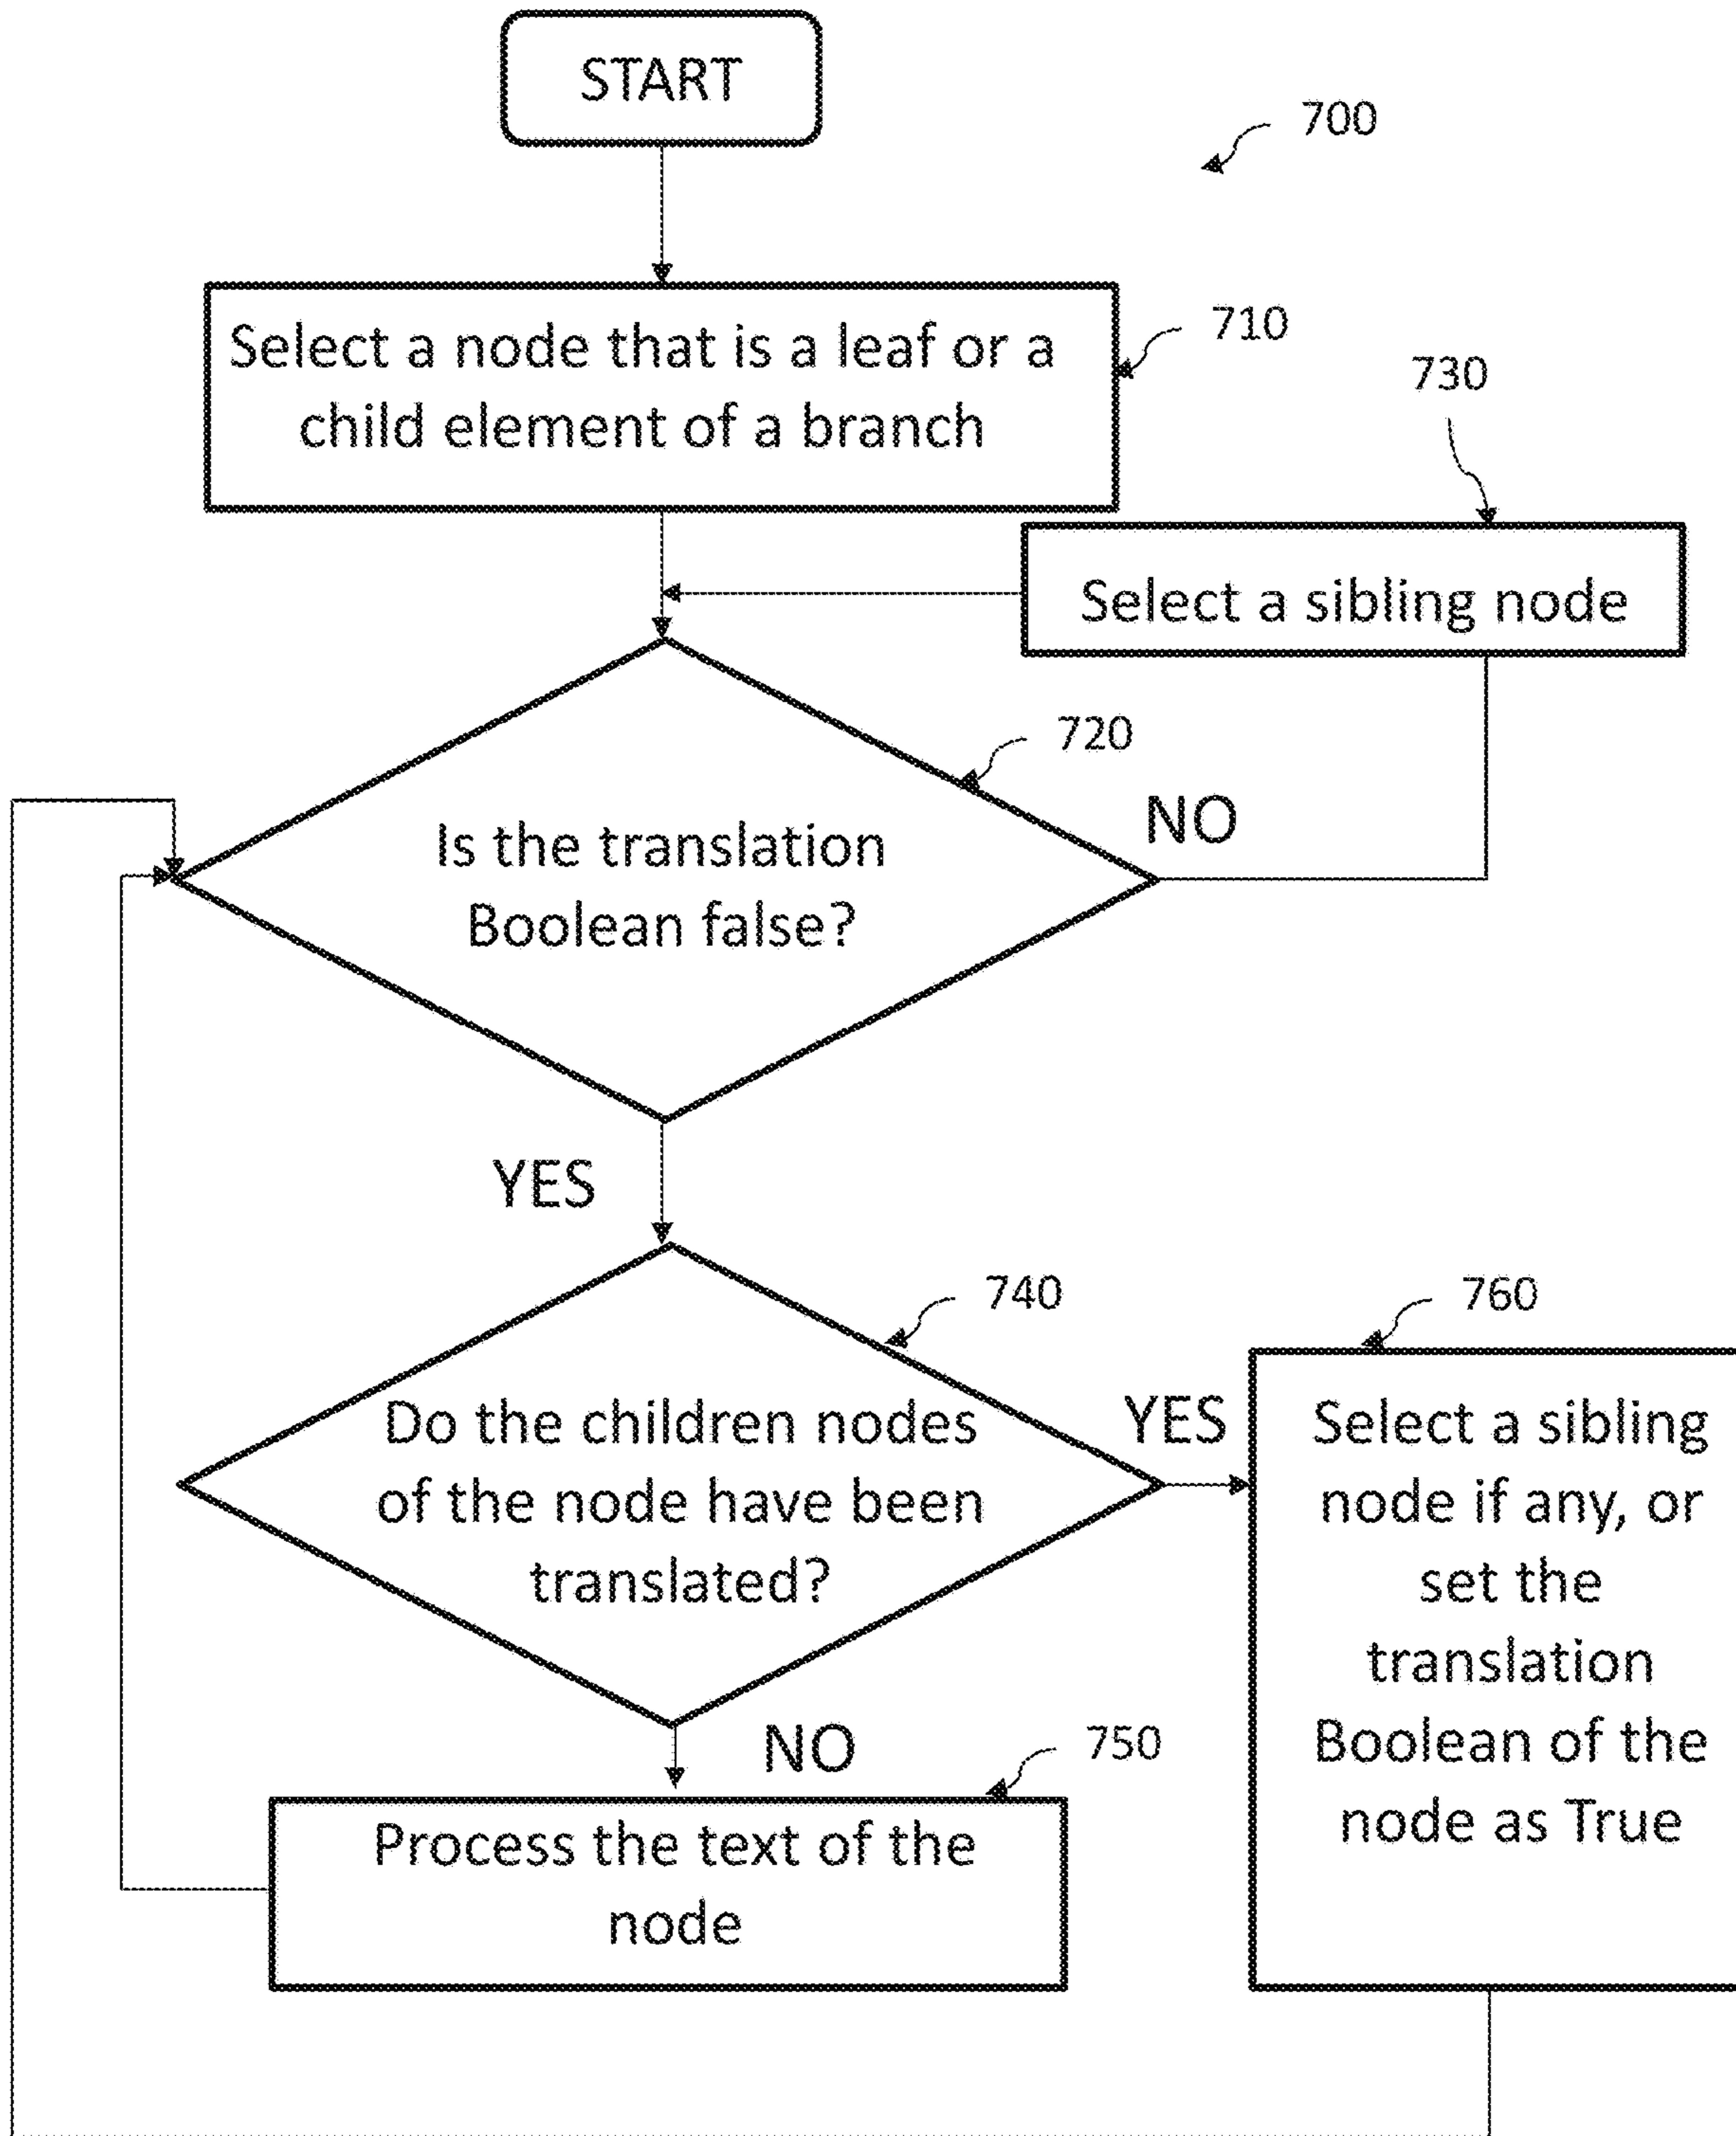 START
700
Select a node that is a leaf or a
child element of a branch
710
730
Select a sibling node
720
NO
Is the translation
Boolean false?
YES
740
760
Do the children nodes
of the node have been
translated?
YES
Select a sibling
node if any, or
set the
translation
Boolean of the
node as True
NO
750
Process the text of the
node